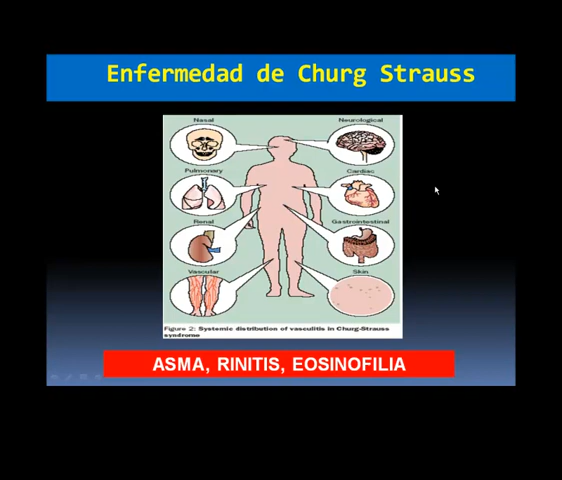 Enfermedad de Churg Strauss
Nasal
Neurological
Pulmonary
Cardiac
Renal
Gastrointestinal
Vascular
Skin
Figure 2: Systemic distribution of vasculitis in Churg-Strauss
syndrome
ASMA, RINITIS, EOSINOFILIA